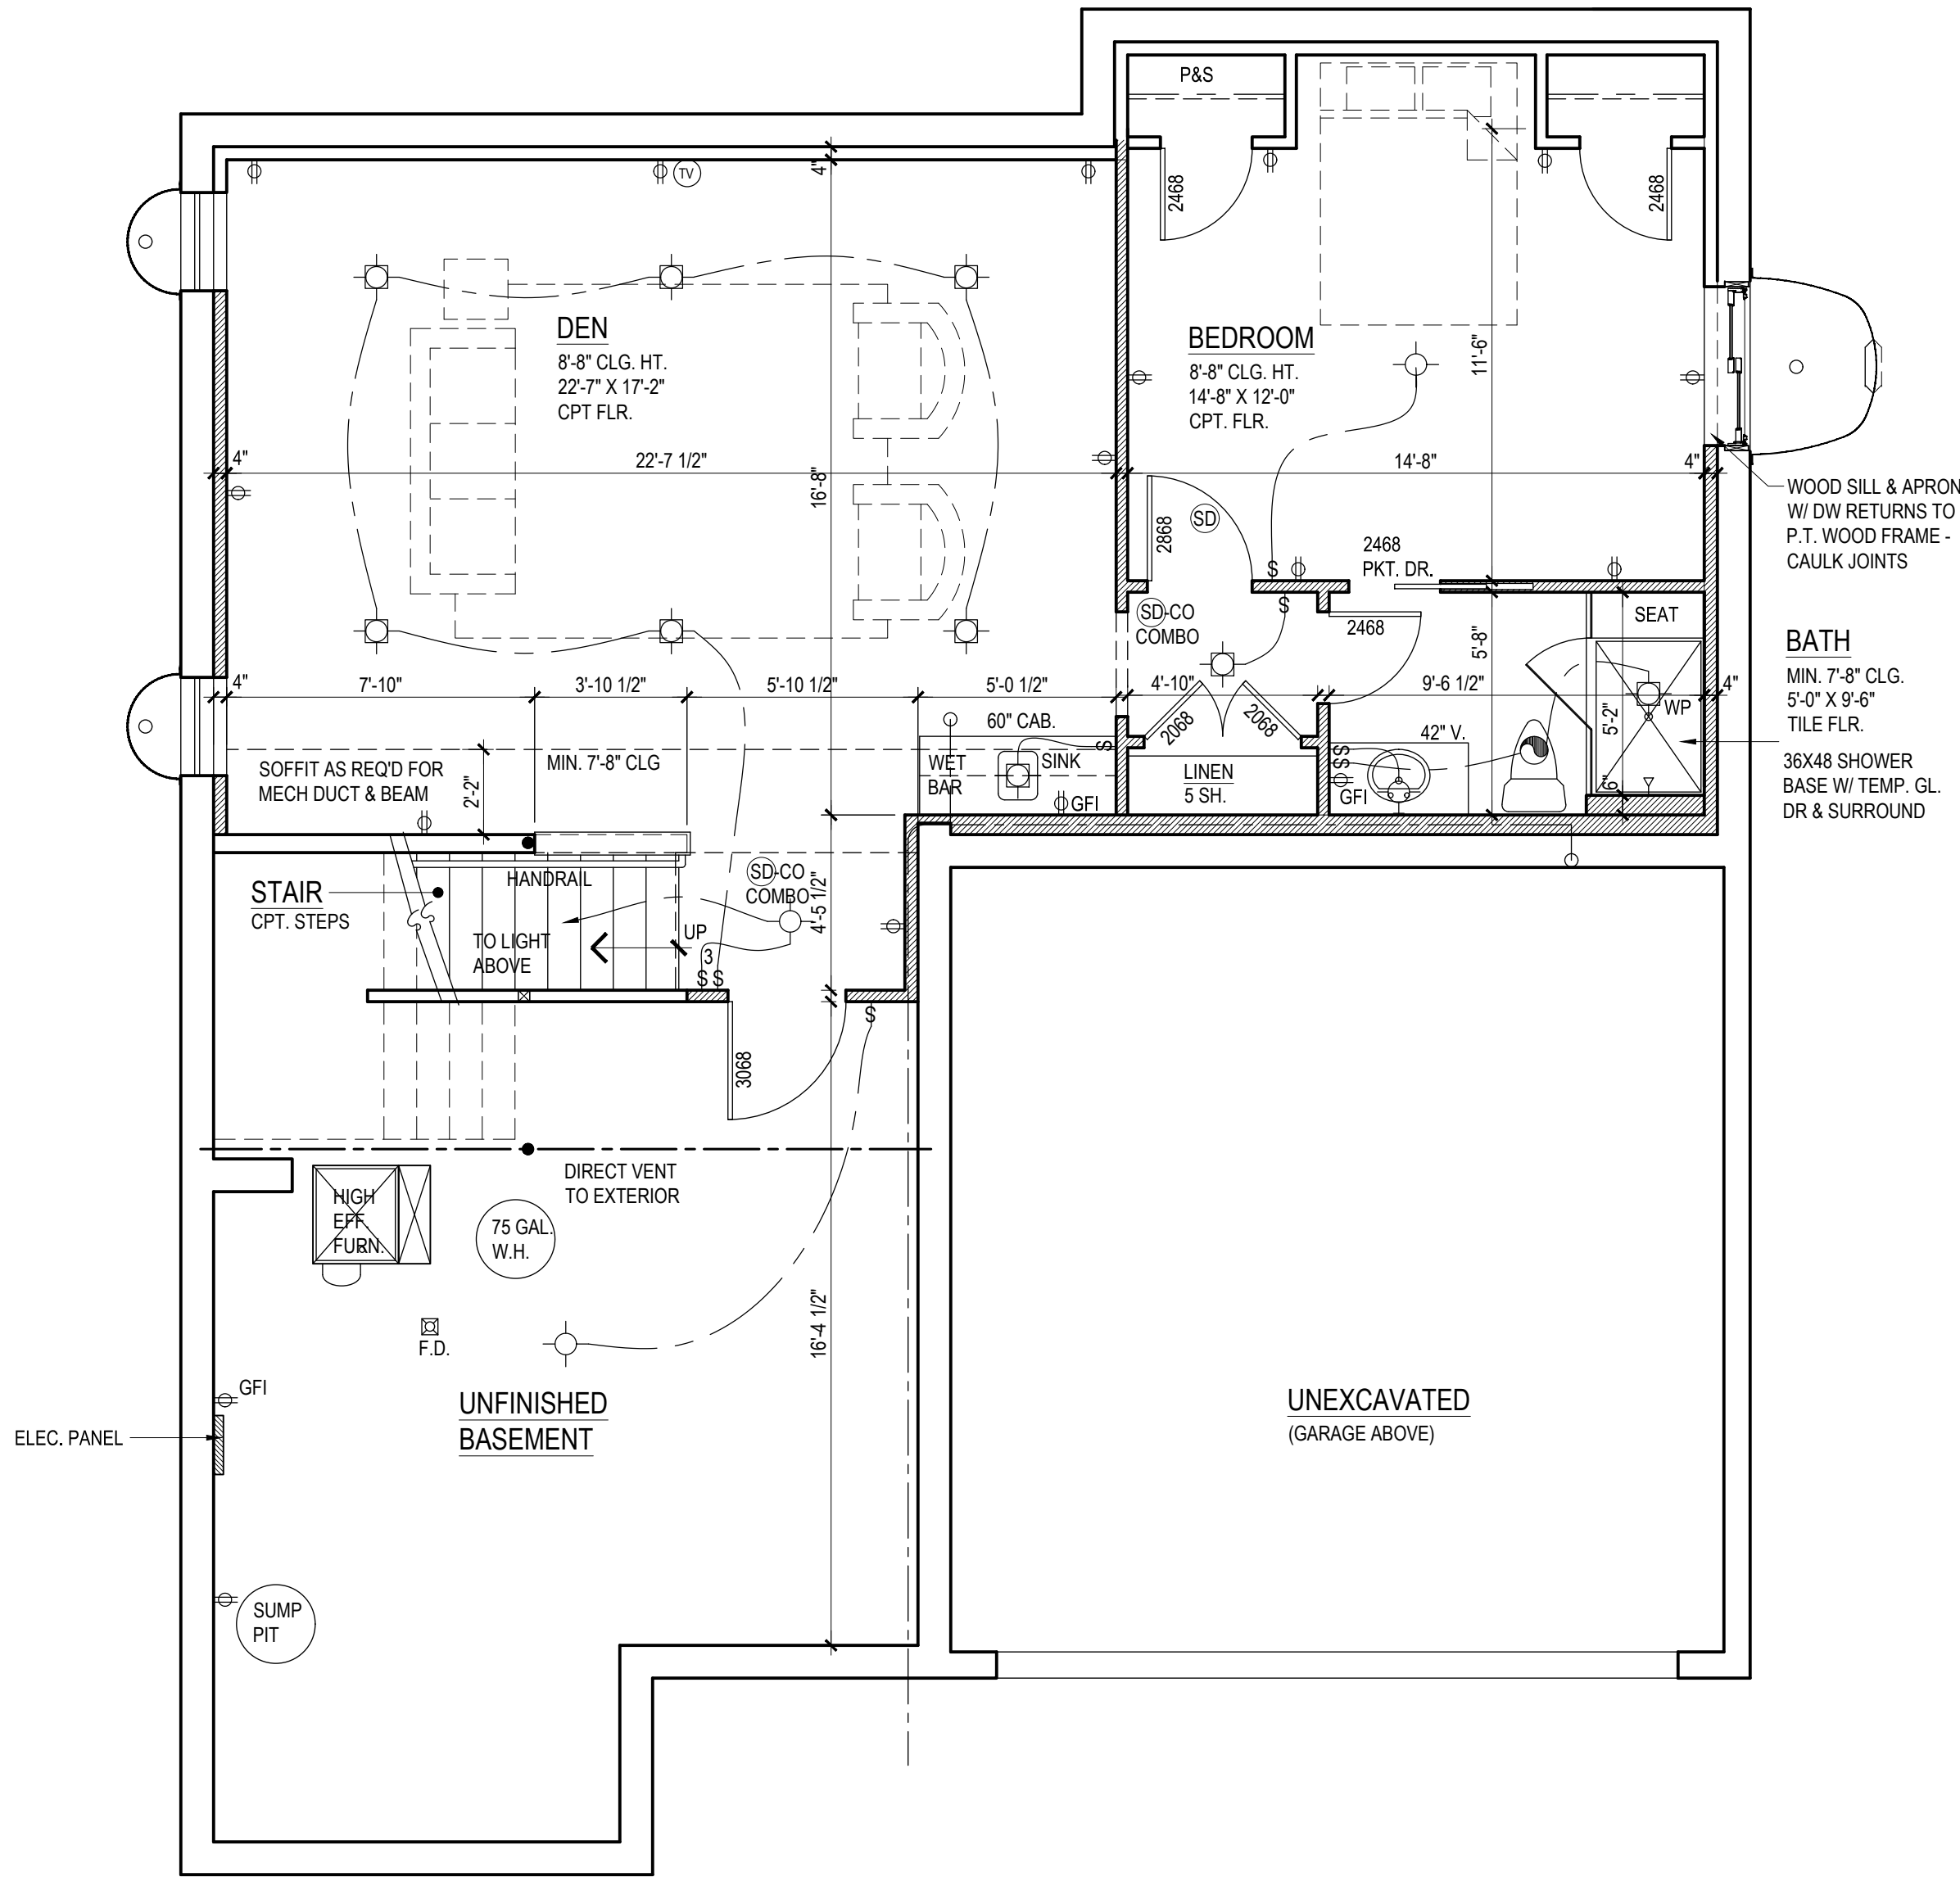 P&S
2468
2468
TV
4"
DEN
8'-8" CLG. HT.
22'-7" X 17'-2"
CPT FLR.
BEDROOM
8'-8" CLG. HT.
14'-8" X 12'-0"
CPT. FLR.
11'-6"
4"
22'-7 1/2"
16'-8"
14'-8"
4"
WOOD SILL & APRON
W/ DW RETURNS TO
P.T. WOOD FRAME -
CAULK JOINTS
2868
SD
2468
PKT. DR.
S
S
SD-CO
COMBO
2468
5'-8"
SEAT
BATH
MIN. 7'-8" CLG.
5'-0" X 9'-6"
TILE FLR.
36X48 SHOWER
BASE W/ TEMP. GL.
DR & SURROUND
4"
7'-10"
3'-10 1/2"
5'-10 1/2"
5'-0 1/2"
4'-10"
9'-6 1/2"
4"
WP
5'-2"
6"
60" CAB.
2068
2068
42" V.
SOFFIT AS REQ'D FOR
MECH DUCT & BEAM
2'-2"
MIN. 7'-8" CLG
WET
BAR
SINK
S
GFI
LINEN
5 SH.
SS
GFI
STAIR
CPT. STEPS
HANDRAIL
SD-CO
COMBO
4'-5 1/2"
TO LIGHT
ABOVE
UP
3
SS
S
3068
DIRECT VENT
TO EXTERIOR
HIGH
EFF.
FURN.
75 GAL.
W.H.
16'-4 1/2"
F.D.
GFI
ELEC. PANEL
UNFINISHED
BASEMENT
UNEXCAVATED
(GARAGE ABOVE)
SUMP
PIT